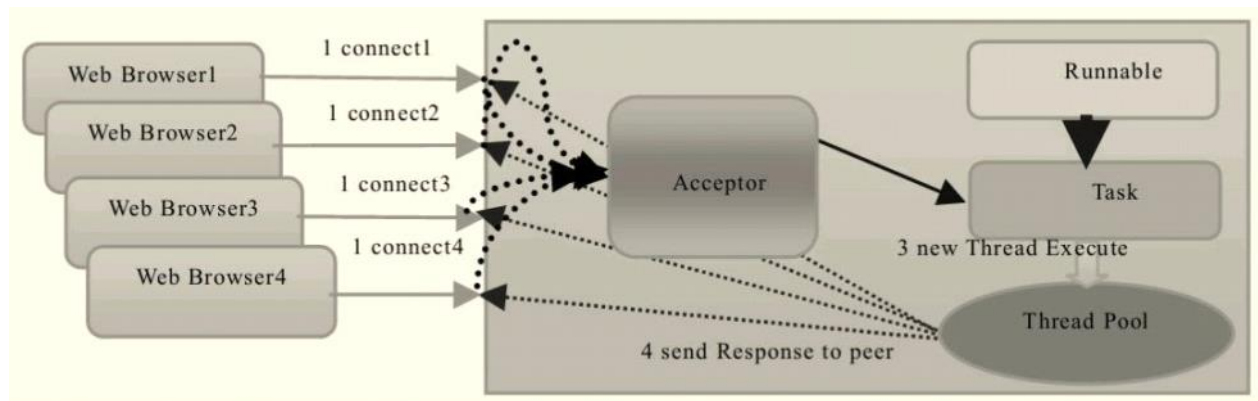 Web Browser1
1 connect1
Web Browser2
1 connect2
Web Browser3
1 connect3
Web Browser4
1 connect4
Acceptor
Runnable
Task
3 new Thread Execute
Thread Pool
4 send Response to peer